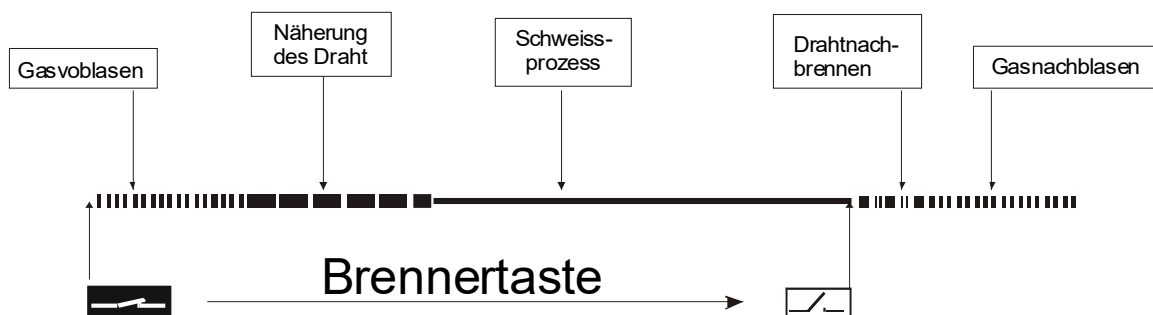 Gasvoblasen
Näherung
des Draht
Schweiss-
prozess
Drahtnach-
brennen
Gasnachblasen
Brennertaste